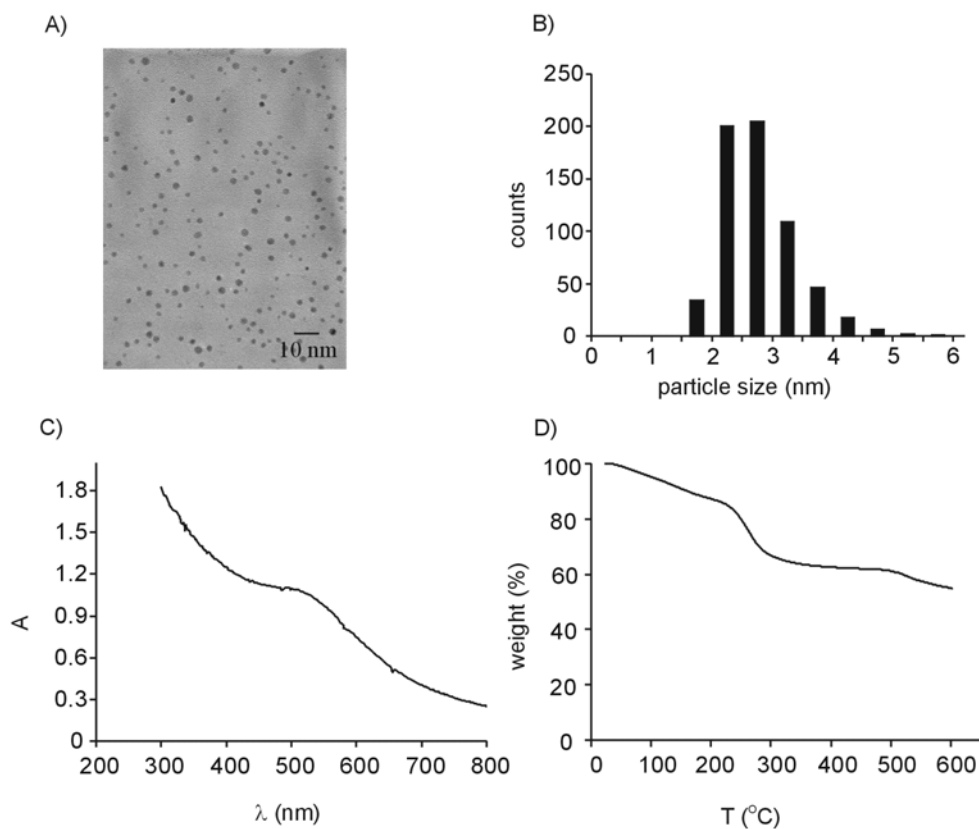 A)
10 nm
B)
250
200
150
100
50
0
counts
0 1 2 3 4 5 6
particle size (nm)
C)
1.8
1.5
1.2
0.9
0.6
0.3
0
A
200 300 400 500 600 700 800
λ (nm)
D)
100
80
60
40
20
0
weight (%)
0 100 200 300 400 500 600
T (°C)